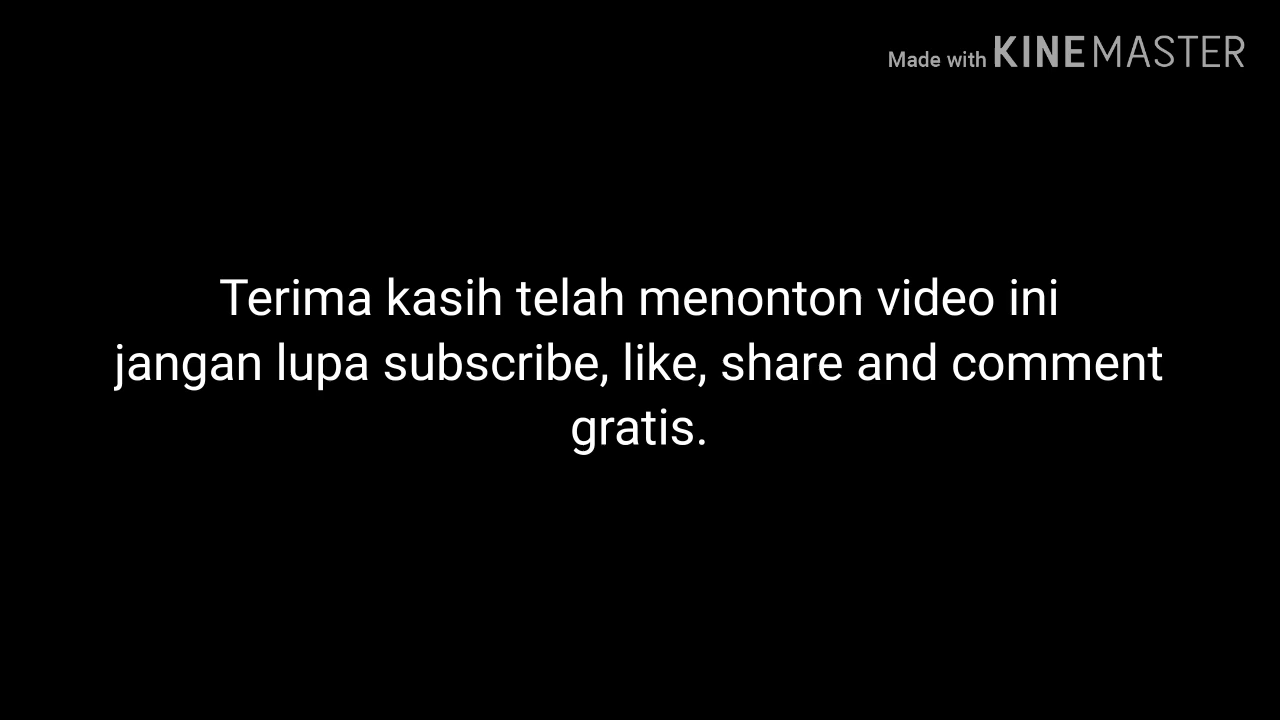 Made with KINEMASTER
Terima kasih telah menonton video ini
jangan lupa subscribe, like, share and comment
gratis.